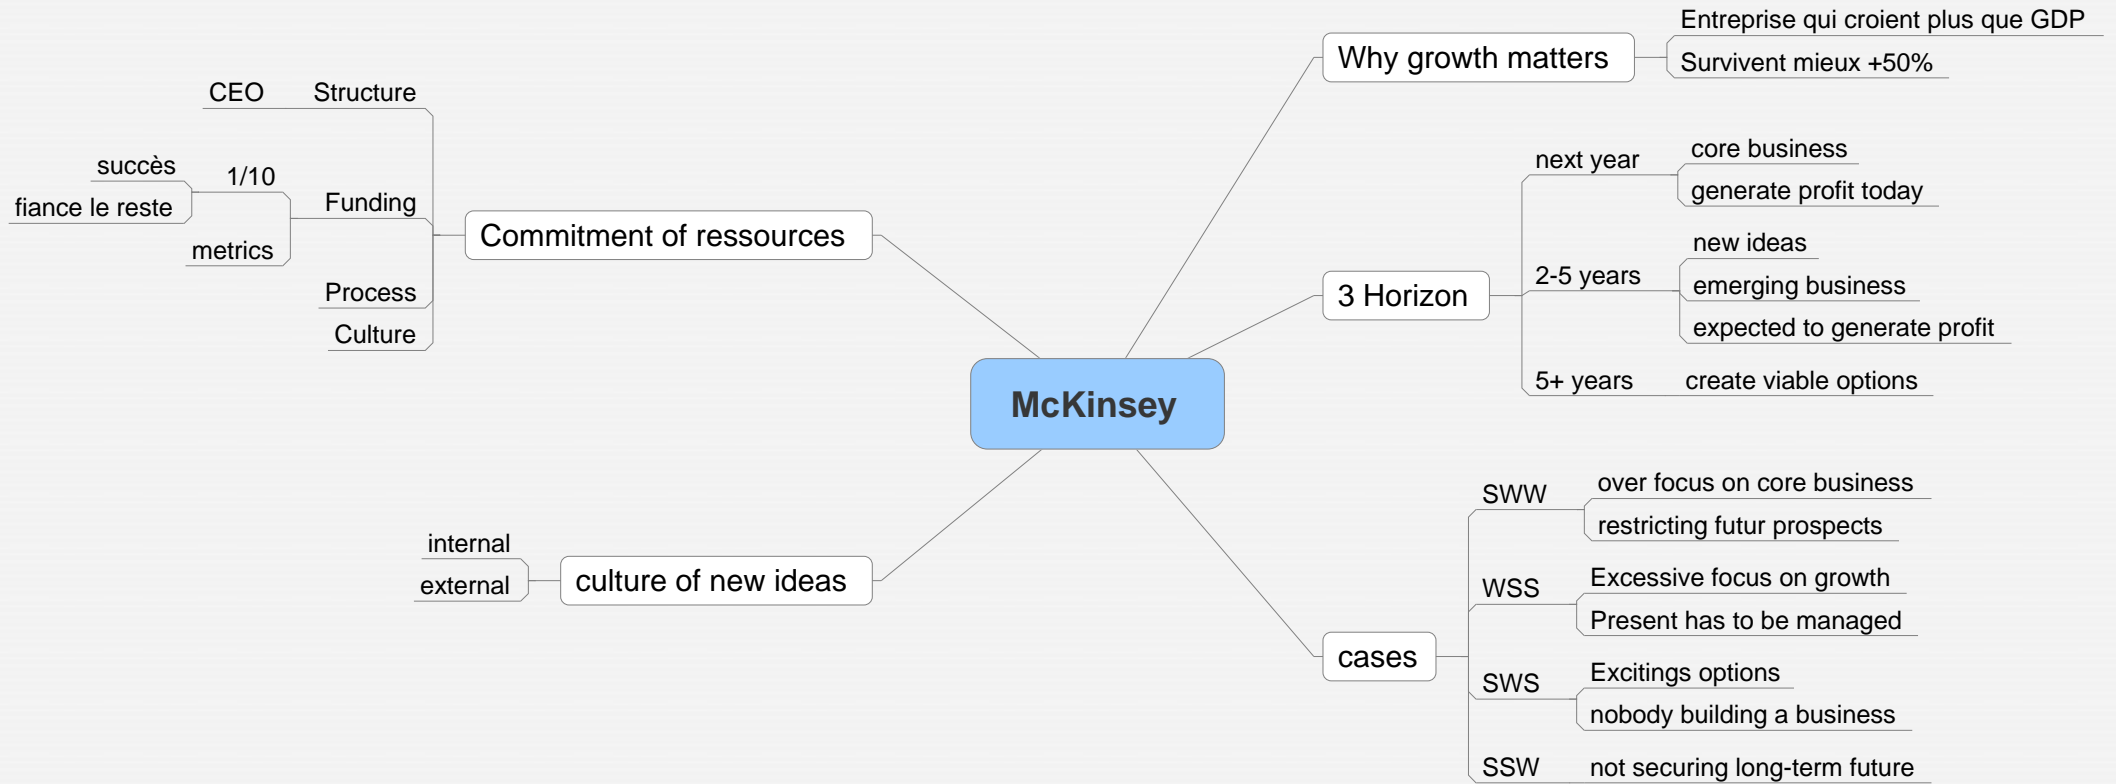 McKinsey
Why growth matters
Entreprise qui croient plus que GDP
Survivent mieux +50%
3 Horizon
next year
core business
generate profit today
2-5 years
new ideas
emerging business
expected to generate profit
5+ years
create viable options
cases
SWW
over focus on core business
restricting futur prospects
WSS
Excessive focus on growth
Present has to be managed
SWS
Excitings options
nobody building a business
SSW
not securing long-term future
Commitment of ressources
Structure
CEO
Funding
1/10
succès
fiance le reste
metrics
Process
Culture
culture of new ideas
internal
external